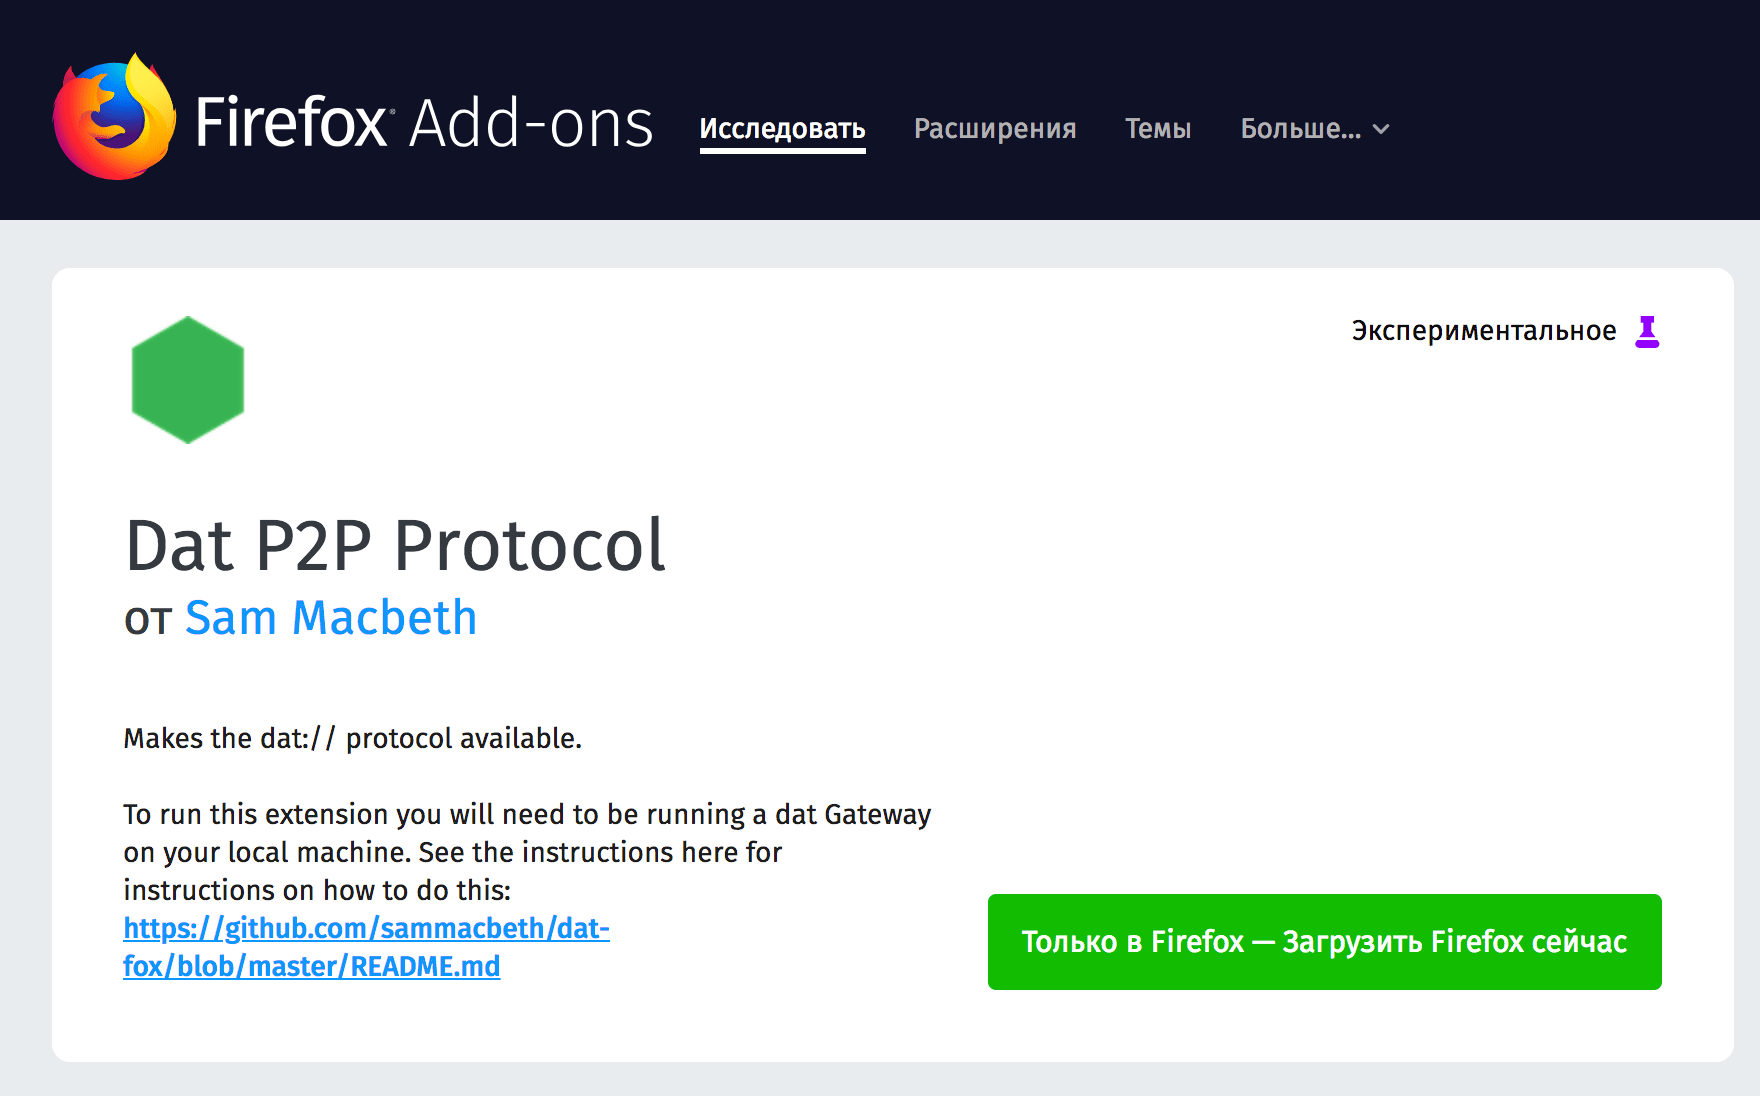 Firefox Add-ons
Исследовать
Расширения
Темы
Больше...
Экспериментальное
Dat P2P Protocol
от Sam Macbeth
Makes the dat:// protocol available.
To run this extension you will need to be running a dat Gateway
on your local machine. See the instructions here for
instructions on how to do this:
https://github.com/sammacbeth/dat-
fox/blob/master/README.md
Только в Firefox — Загрузить Firefox сейчас